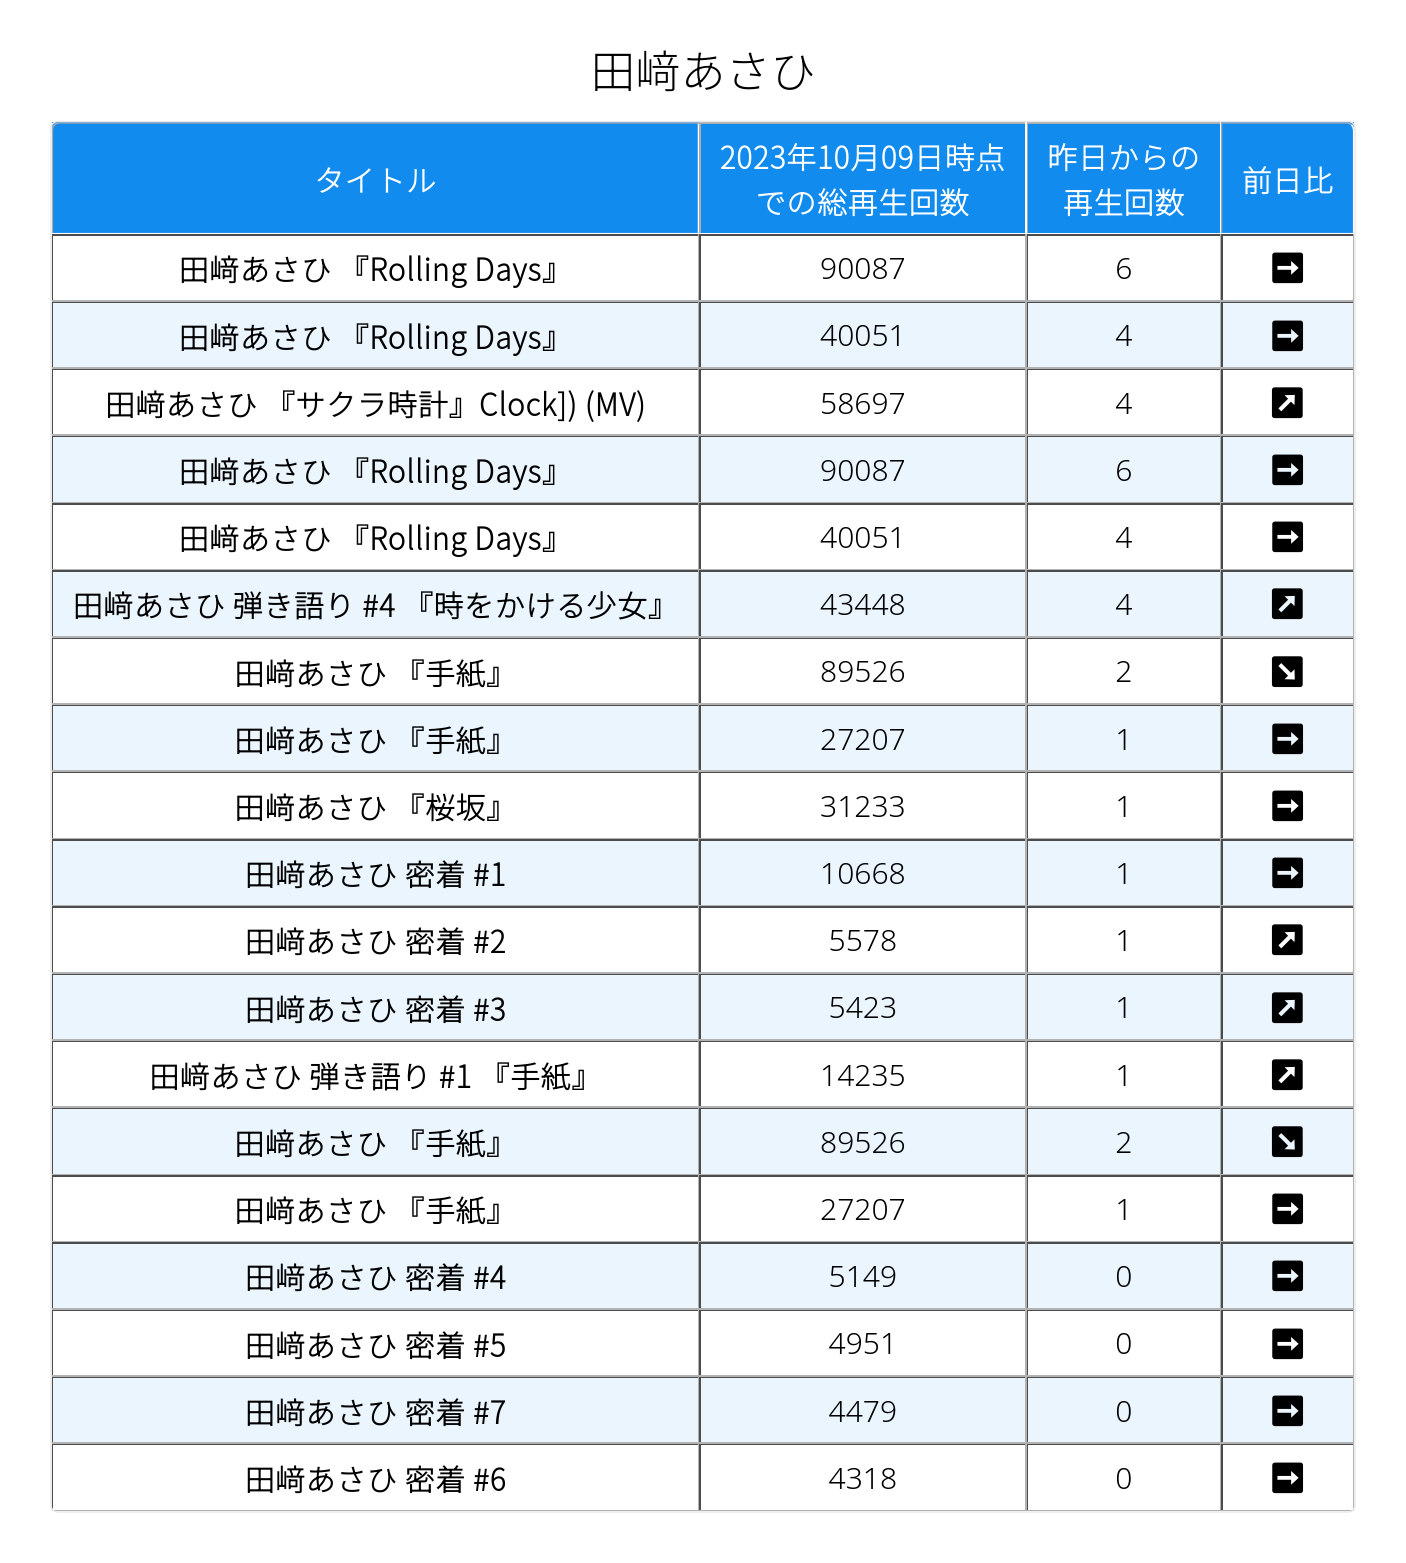 田﨑あさひ
タイトル
2023年10月09日時点
での総再生回数
昨日からの
再生回数
前日比
田﨑あさひ 『Rolling Days』 90087 6 ➡
田﨑あさひ 『Rolling Days』 40051 4 ➡
田﨑あさひ 『サクラ時計』Clock]) (MV) 58697 4 ↗
田﨑あさひ 『Rolling Days』 90087 6 ➡
田﨑あさひ 『Rolling Days』 40051 4 ➡
田﨑あさひ 弾き語り #4 『時をかける少女』 43448 4 ↗
田﨑あさひ 『手紙』 89526 2 ↘
田﨑あさひ 『手紙』 27207 1 ➡
田﨑あさひ 『桜坂』 31233 1 ➡
田﨑あさひ 密着 #1 10668 1 ➡
田﨑あさひ 密着 #2 5578 1 ↗
田﨑あさひ 密着 #3 5423 1 ↗
田﨑あさひ 弾き語り #1 『手紙』 14235 1 ↗
田﨑あさひ 『手紙』 89526 2 ↘
田﨑あさひ 『手紙』 27207 1 ➡
田﨑あさひ 密着 #4 5149 0 ➡
田﨑あさひ 密着 #5 4951 0 ➡
田﨑あさひ 密着 #7 4479 0 ➡
田﨑あさひ 密着 #6 4318 0 ➡